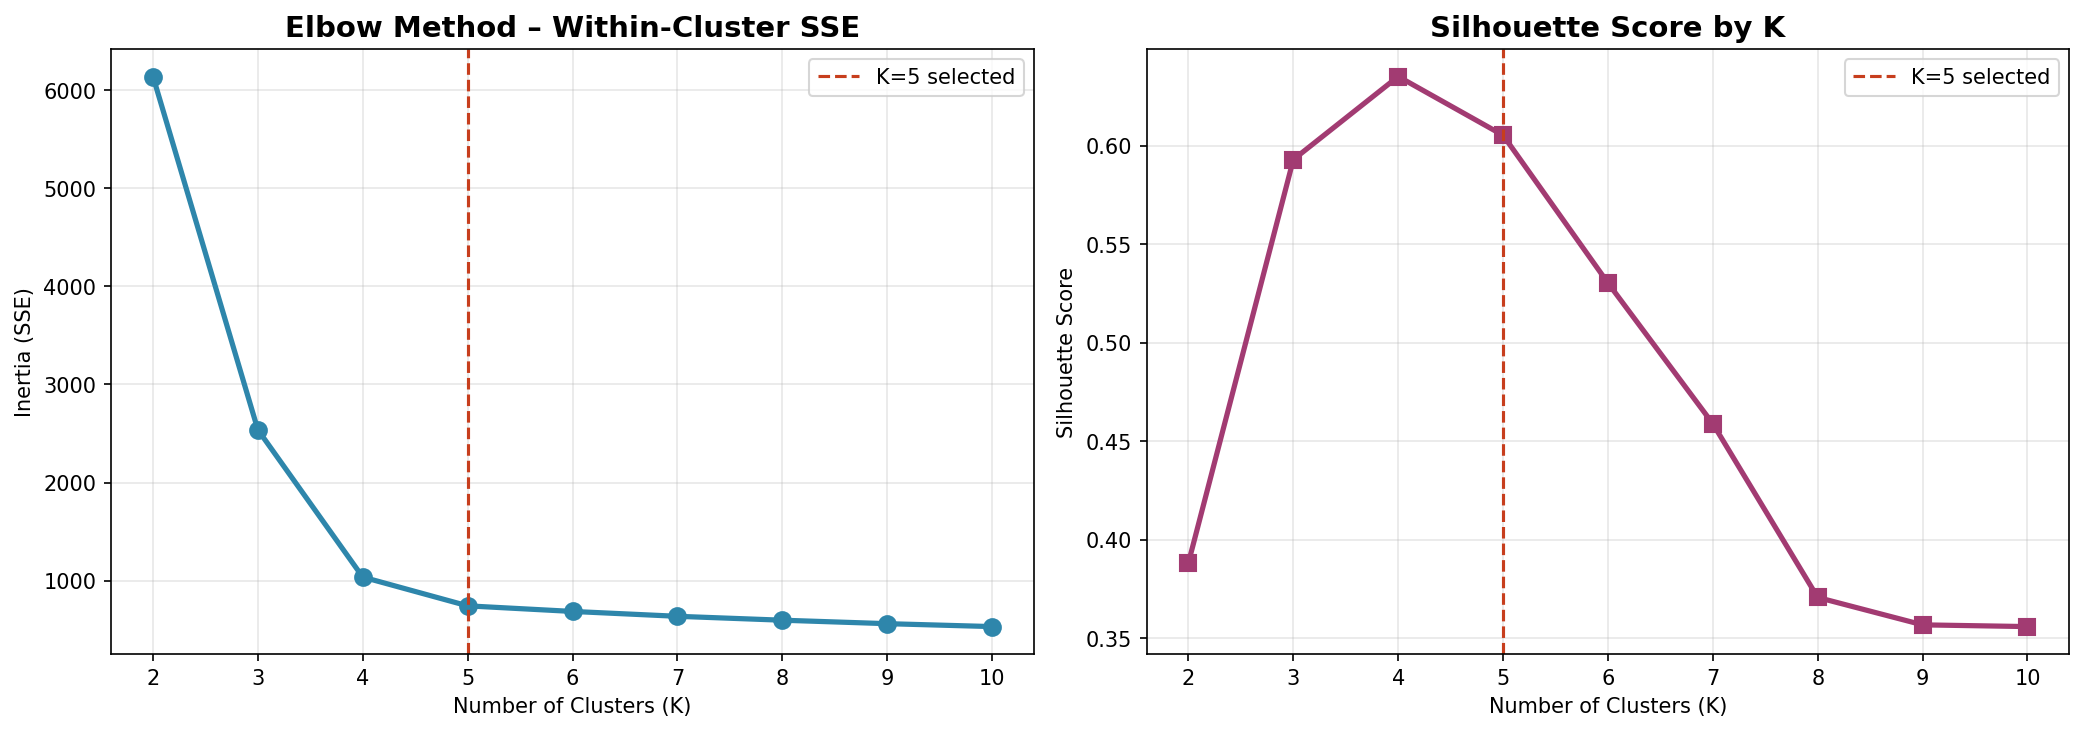 Elbow Method – Within-Cluster SSE
K=5 selected
Inertia (SSE)
6000
5000
4000
3000
2000
1000
2 3 4 5 6 7 8 9 10
Number of Clusters (K)
Silhouette Score by K
K=5 selected
Silhouette Score
0.60
0.55
0.50
0.45
0.40
0.35
2 3 4 5 6 7 8 9 10
Number of Clusters (K)